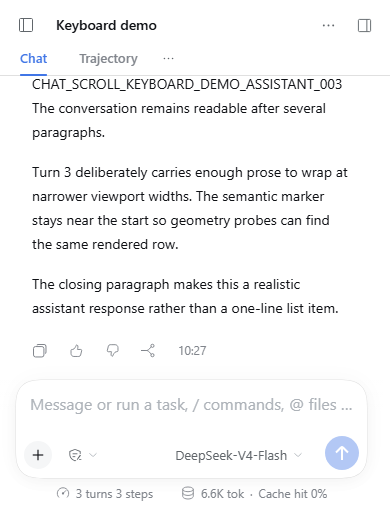 Keyboard demo
Chat
Trajectory
CHAT_SCROLL_KEYBOARD_DEMO_ASSISTANT_003
The conversation remains readable after several
paragraphs.
Turn 3 deliberately carries enough prose to wrap at
narrower viewport widths. The semantic marker
stays near the start so geometry probes can find
the same rendered row.
The closing paragraph makes this a realistic
assistant response rather than a one-line list item.
10:27
Message or run a task, / commands, @ files ...
DeepSeek-V4-Flash
3 turns 3 steps
6.6K tok · Cache hit 0%